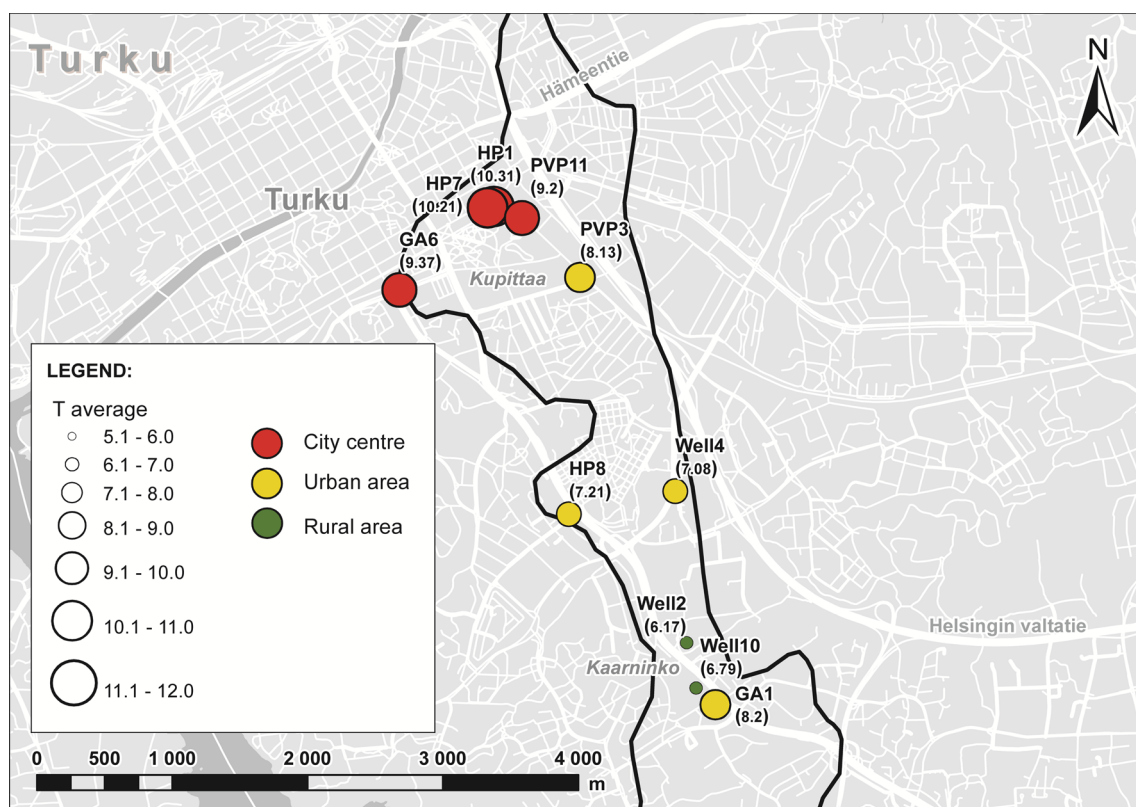 Turku
N
Hämeentie
HP1
(10.31)
PVP11
(9.2)
HP7
(10.21)
Turku
GA6
(9.37)
PVP3
(8.13)
Kupittaa
LEGEND:
T average
5.1 - 6.0
6.1 - 7.0
7.1 - 8.0
8.1 - 9.0
9.1 - 10.0
10.1 - 11.0
11.1 - 12.0
City centre
Urban area
Rural area
Well4
(7.08)
HP8
(7.21)
Well2
(6.17)
Helsingin valtatie
Well10
(6.79)
Kaarninko
GA1
(8.2)
0 500 1 000 2 000 3 000 4 000
m